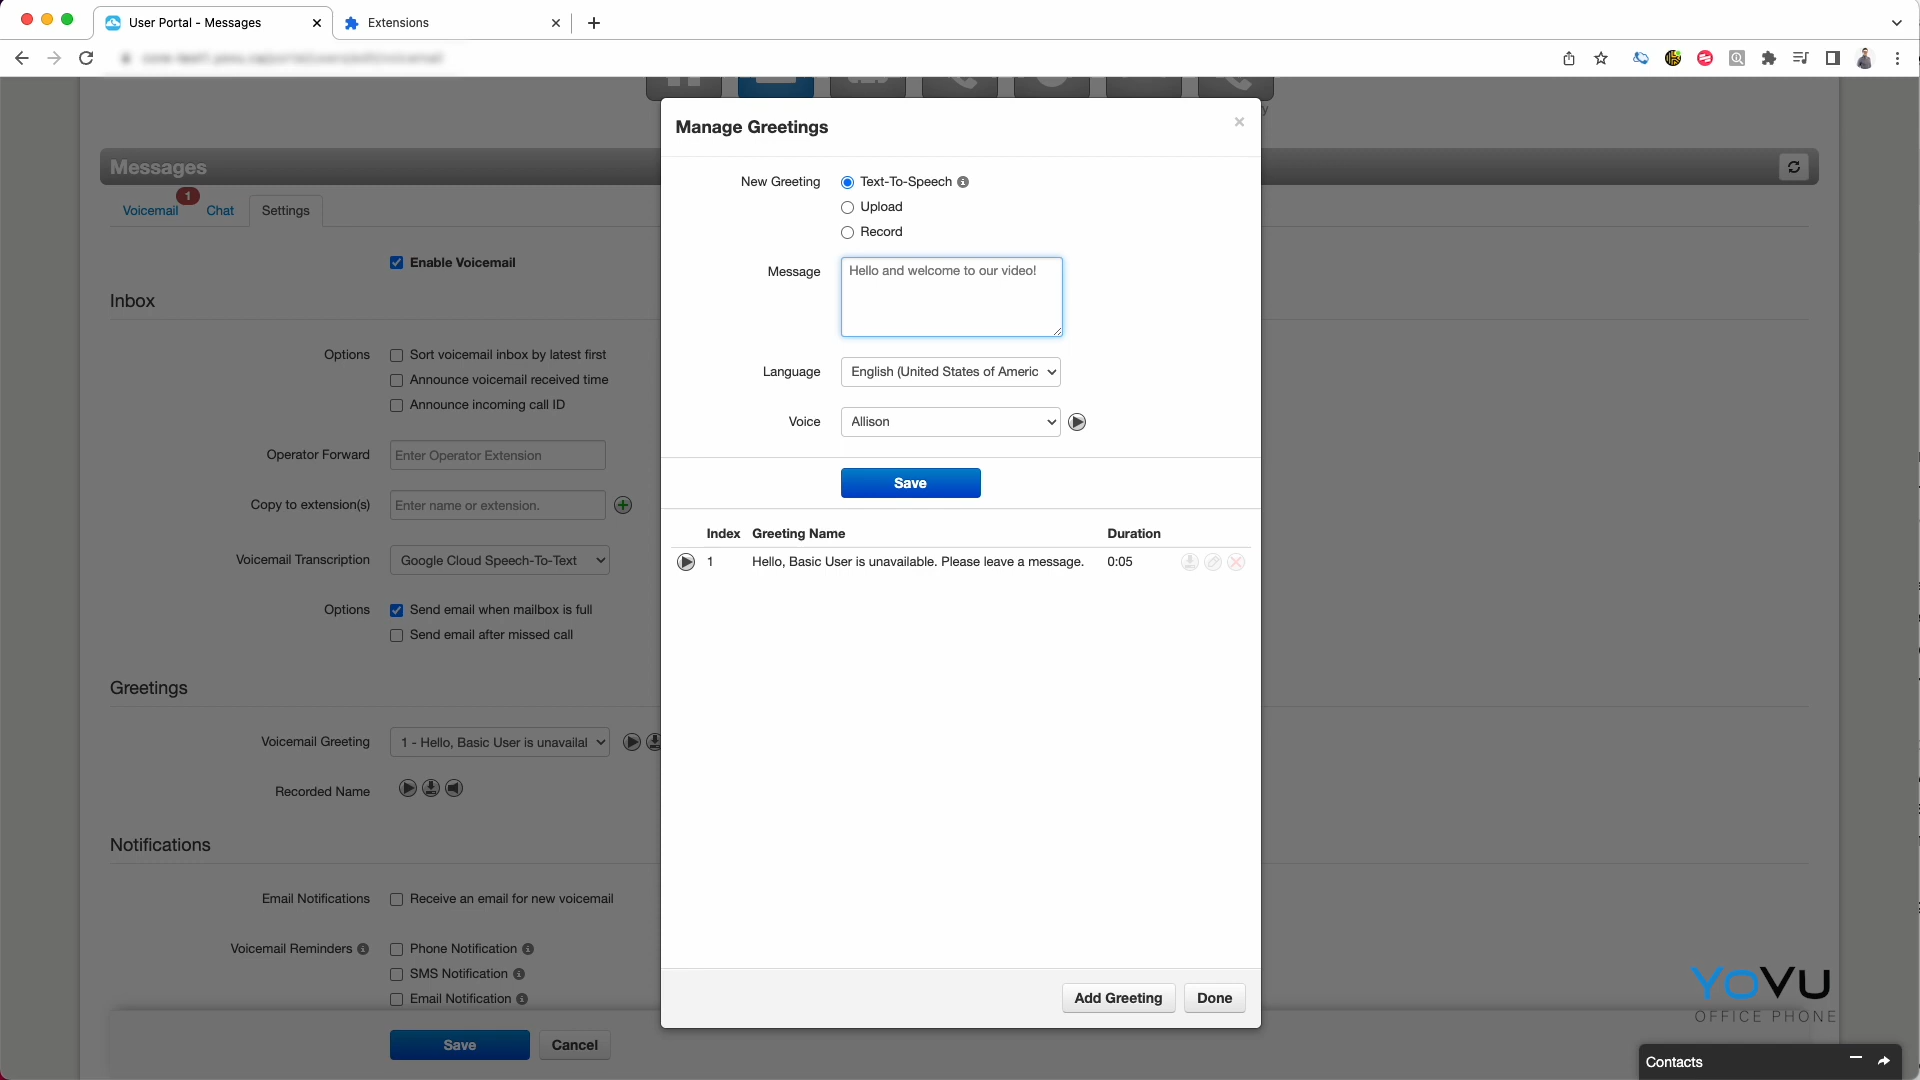 User Portal - Messages
Extensions
Manage Greetings
Messages
Voicemail
1
Chat
Settings
Enable Voicemail
Inbox
Options
Sort voicemail inbox by latest first
Announce voicemail received time
Announce incoming call ID
Operator Forward
Enter Operator Extension
Copy to extension(s)
Enter name or extension.
Voicemail Transcription
Google Cloud Speech-To-Text
Options
Send email when mailbox is full
Send email after missed call
Greetings
Voicemail Greeting
1 - Hello, Basic User is unavailal
Recorded Name
Notifications
Email Notifications
Receive an email for new voicemail
Voicemail Reminders
Phone Notification
SMS Notification
Email Notification
Save
Cancel
New Greeting
Text-To-Speech
Upload
Record
Message
Hello and welcome to our video!
Language
English (United States of Americ
Voice
Allison
Save
Index Greeting Name Duration
1 Hello, Basic User is unavailable. Please leave a message. 0:05
Add Greeting
Done
YOVU
OFFICE PHONE
Contacts